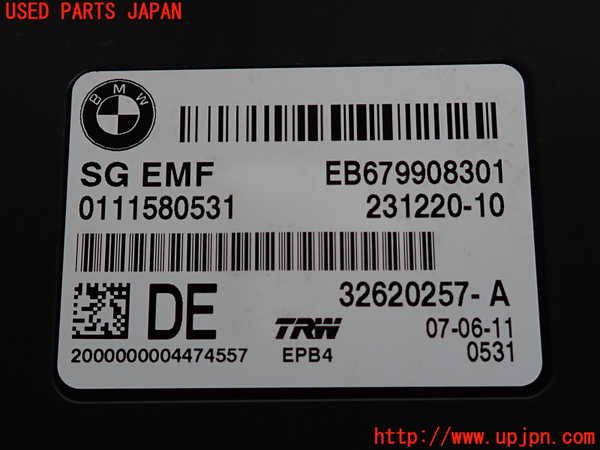 USED PARTS JAPAN
BMW
SG EMF EB679908301
0111580531 231220-10
DE 32620257-A
TRW 07-06-11
2000000004474557 EPB4 0531
http://www.upjpn.com/